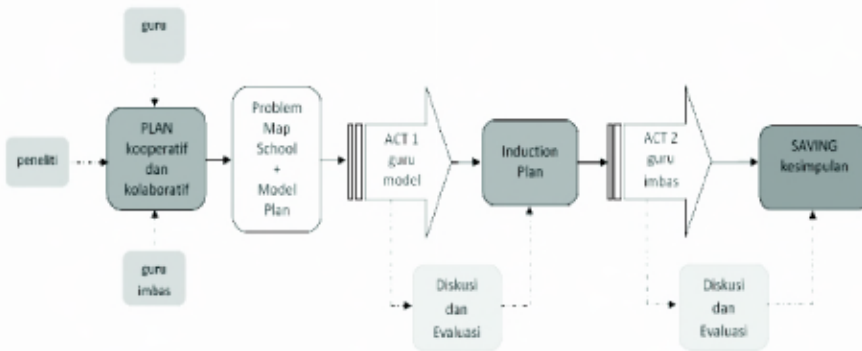 guru
peneliti
PLAN
kooperatif
dan
kolaboratif
guru
imbas
Problem
Map
School
+
Model
Plan
ACT 1
guru
model
Diskusi
dan
Evaluasi
Induction
Plan
ACT 2
guru
imbas
Diskusi
dan
Evaluasi
SAVING
kesimpulan